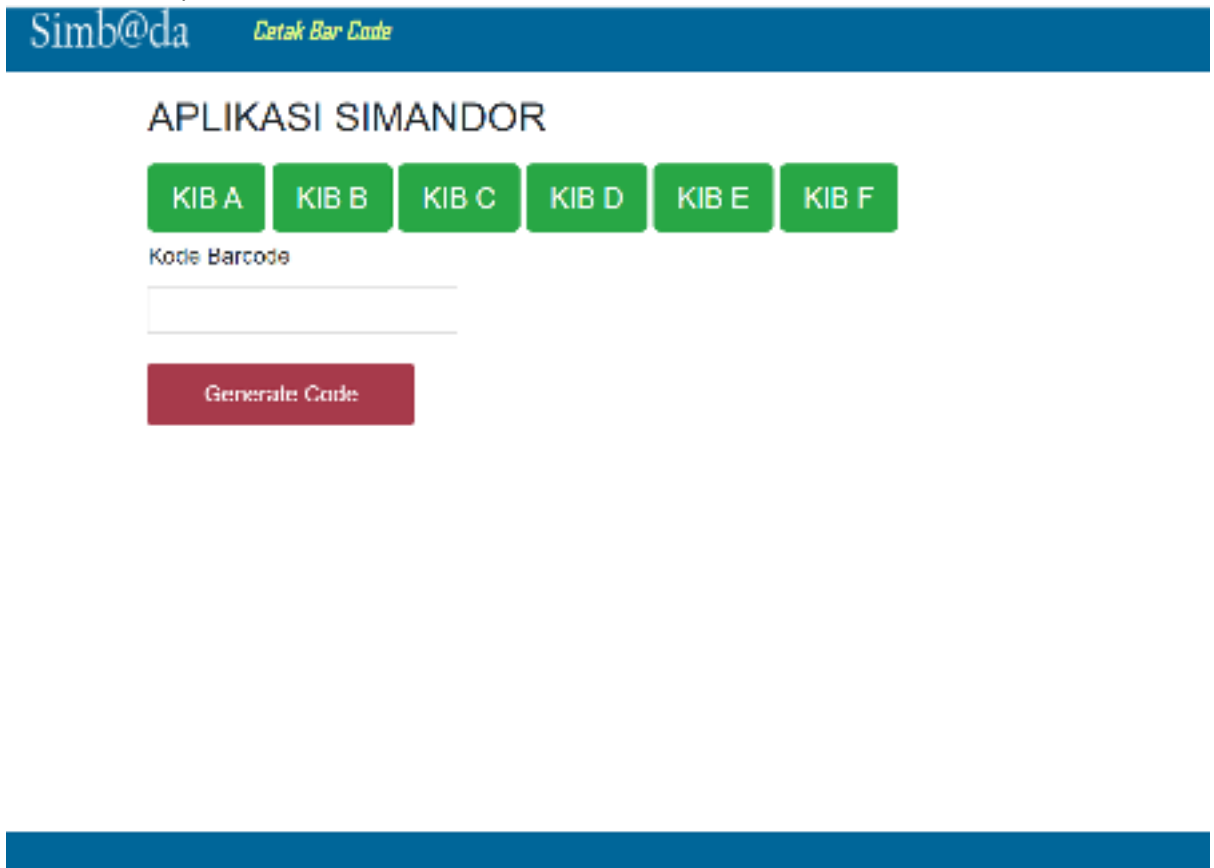 Simb@da Cetak Bar Code
APLIKASI SIMANDOR
KIB A KIB B KIB C KIB D KIB E KIB F
Kode Barcode
Generate Code